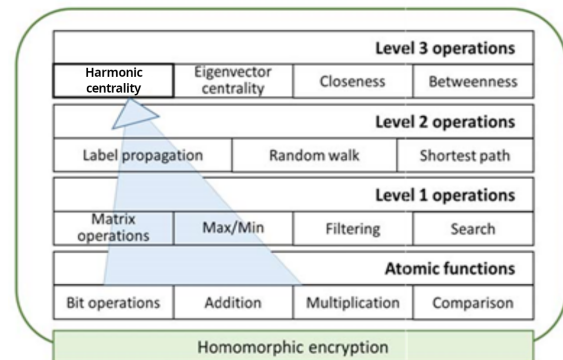 Level 3 operations
Harmonic
centrality
Eigenvector
centrality
Closeness
Betweenness
Level 2 operations
Label propagation
Random walk
Shortest path
Level 1 operations
Matrix
operations
Max/Min
Filtering
Search
Atomic functions
Bit operations
Addition
Multiplication
Comparison
Homomorphic encryption